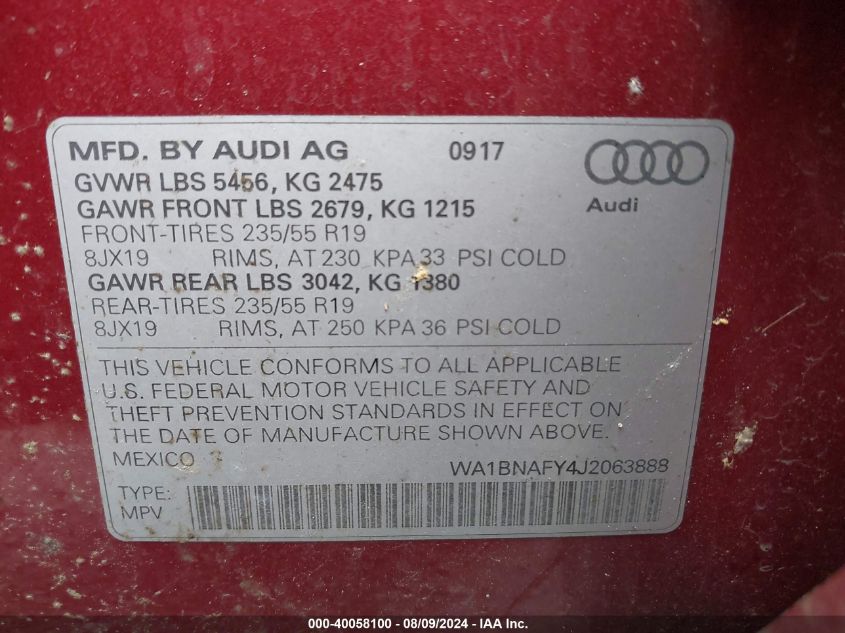 MFD. BY AUDI AG 0917
GVWR LBS 5456, KG 2475
GAWR FRONT LBS 2679, KG 1215
Audi
FRONT-TIRES 235/55 R19
8JX19 RIMS, AT 230 KPA 33 PSI COLD
GAWR REAR LBS 3042, KG 1380
REAR-TIRES 235/55 R19
8JX19 RIMS, AT 250 KPA 36 PSI COLD
THIS VEHICLE CONFORMS TO ALL APPLICABLE
U.S. FEDERAL MOTOR VEHICLE SAFETY AND
THEFT PREVENTION STANDARDS IN EFFECT ON
THE DATE OF MANUFACTURE SHOWN ABOVE.
MEXICO 3 WA1BNAFY4J2063888
TYPE:
MPV
000-40058100 - 08/09/2024 - IAA Inc.